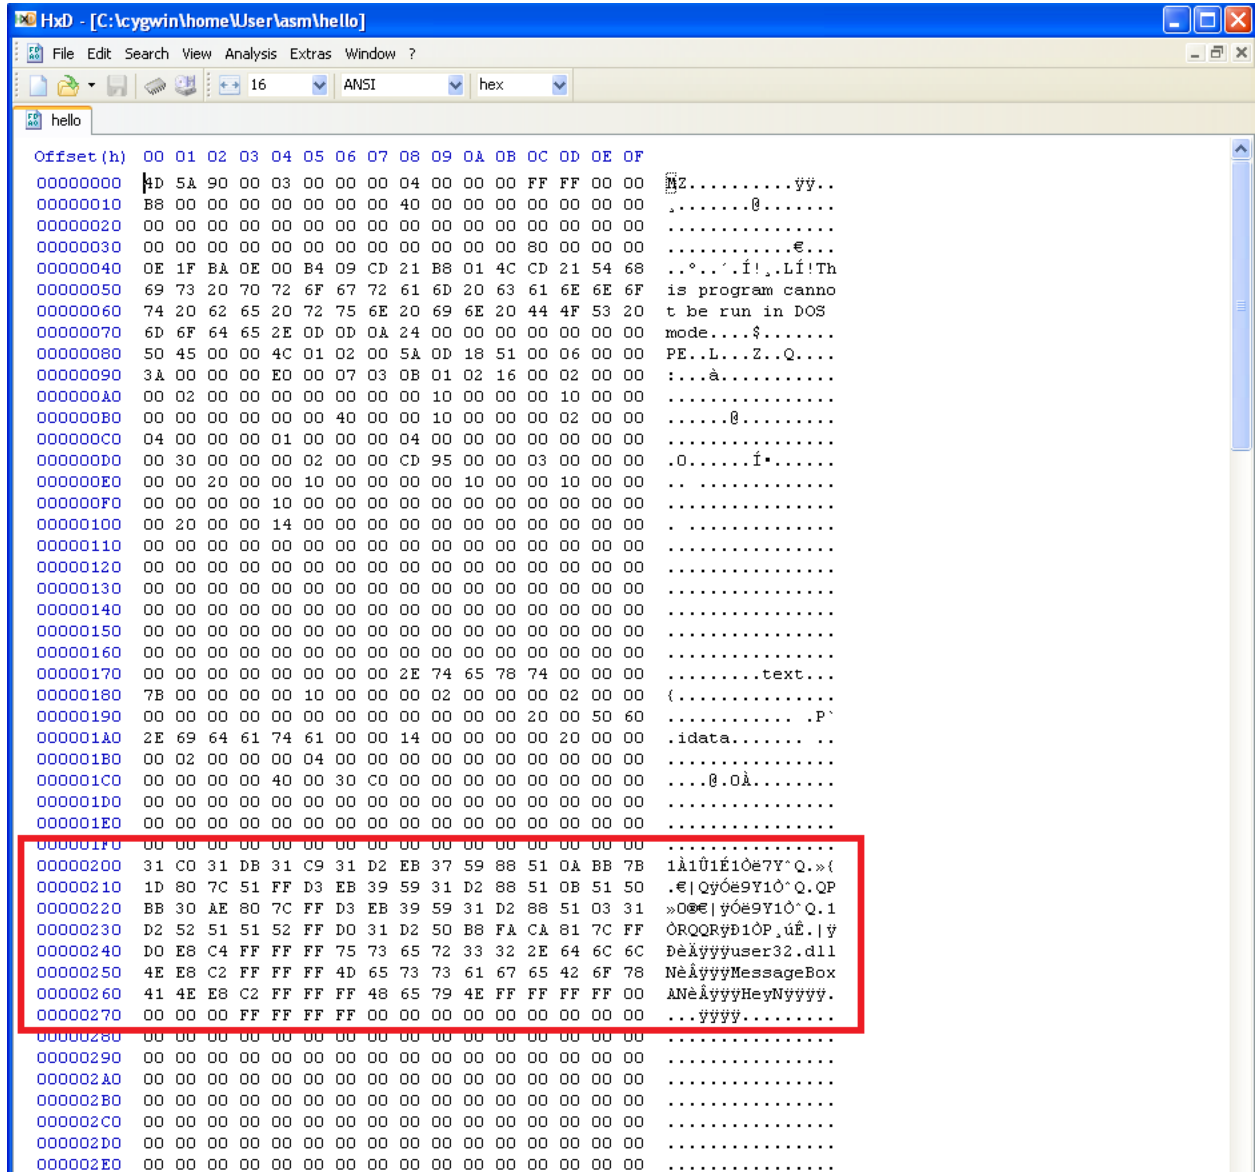 HxD - [C:\cygwin\home\User\asm\hello]
File Edit Search View Analysis Extras Window ?
16 ANSI hex
hello
Offset(h) 00 01 02 03 04 05 06 07 08 09 0A 0B 0C 0D 0E 0F
00000000 4D 5A 90 00 03 00 00 00 04 00 00 00 FF FF 00 00 MZ..........ÿÿ..
00000010 B8 00 00 00 00 00 00 00 40 00 00 00 00 00 00 00 ¸.......@.......
00000020 00 00 00 00 00 00 00 00 00 00 00 00 00 00 00 00 ................
00000030 00 00 00 00 00 00 00 00 00 00 00 00 80 00 00 00 ............€...
00000040 0E 1F BA 0E 00 B4 09 CD 21 B8 01 4C CD 21 54 68 ..º..´.Í!¸.LÍ!Th
00000050 69 73 20 70 72 6F 67 72 61 6D 20 63 61 6E 6E 6F is program canno
00000060 74 20 62 65 20 72 75 6E 20 69 6E 20 44 4F 53 20 t be run in DOS
00000070 6D 6F 64 65 2E 0D 0D 0A 24 00 00 00 00 00 00 00 mode....$.......
00000080 50 45 00 00 4C 01 02 00 5A 0D 18 51 00 06 00 00 PE..L...Z..Q....
00000090 3A 00 00 00 E0 00 07 03 0B 01 02 16 00 02 00 00 :...à...........
000000A0 00 02 00 00 00 00 00 00 00 10 00 00 00 10 00 00 ................
000000B0 00 00 00 00 00 00 40 00 00 10 00 00 00 02 00 00 ......@.........
000000C0 04 00 00 00 01 00 00 00 04 00 00 00 00 00 00 00 ................
000000D0 00 30 00 00 00 02 00 00 CD 95 00 00 03 00 00 00 .0......Í•......
000000E0 00 00 20 00 00 10 00 00 00 00 10 00 00 10 00 00 .. .............
000000F0 00 00 00 00 10 00 00 00 00 00 00 00 00 00 00 00 ................
00000100 00 20 00 00 14 00 00 00 00 00 00 00 00 00 00 00 . ..............
00000110 00 00 00 00 00 00 00 00 00 00 00 00 00 00 00 00 ................
00000120 00 00 00 00 00 00 00 00 00 00 00 00 00 00 00 00 ................
00000130 00 00 00 00 00 00 00 00 00 00 00 00 00 00 00 00 ................
00000140 00 00 00 00 00 00 00 00 00 00 00 00 00 00 00 00 ................
00000150 00 00 00 00 00 00 00 00 00 00 00 00 00 00 00 00 ................
00000160 00 00 00 00 00 00 00 00 00 00 00 00 00 00 00 00 ................
00000170 00 00 00 00 00 00 00 00 2E 74 65 78 74 00 00 00 .........text...
00000180 7B 00 00 00 00 10 00 00 00 02 00 00 00 02 00 00 {...............
00000190 00 00 00 00 00 00 00 00 00 00 00 00 20 00 50 60 ............ .P`
000001A0 2E 69 64 61 74 61 00 00 14 00 00 00 00 20 00 00 .idata....... ..
000001B0 00 02 00 00 00 04 00 00 00 00 00 00 00 00 00 00 ................
000001C0 00 00 00 00 40 00 30 C0 00 00 00 00 00 00 00 00 ....@.0À........
000001D0 00 00 00 00 00 00 00 00 00 00 00 00 00 00 00 00 ................
000001E0 00 00 00 00 00 00 00 00 00 00 00 00 00 00 00 00 ................
000001F0 00 00 00 00 00 00 00 00 00 00 00 00 00 00 00 00 ................
00000200 31 C0 31 DB 31 C9 31 D2 EB 37 59 88 51 0A BB 7B 1À1Û1É1Òë7YˆQ.»{
00000210 1D 80 7C 51 FF D3 EB 39 59 31 D2 88 51 0B 51 50 .€|QÿÓë9Y1ÒˆQ.QP
00000220 BB 30 AE 80 7C FF D3 EB 39 59 31 D2 88 51 03 31 »0®€|ÿÓë9Y1ÒˆQ.1
00000230 D2 52 51 51 52 FF D0 31 D2 50 B8 FA CA 81 7C FF ÒRQQRÿÐ1ÒP¸úÊ.|ÿ
00000240 D0 E8 C4 FF FF FF 75 73 65 72 33 32 2E 64 6C 6C ÐèÄÿÿÿuser32.dll
00000250 4E E8 C2 FF FF FF 4D 65 73 73 61 67 65 42 6F 78 NèÂÿÿÿMessageBox
00000260 41 4E E8 C2 FF FF FF 48 65 79 4E FF FF FF FF 00 ANèÂÿÿÿHeyNÿÿÿÿ.
00000270 00 00 00 FF FF FF FF 00 00 00 00 00 00 00 00 00 ...ÿÿÿÿ.........
00000280 00 00 00 00 00 00 00 00 00 00 00 00 00 00 00 00 ................
00000290 00 00 00 00 00 00 00 00 00 00 00 00 00 00 00 00 ................
000002A0 00 00 00 00 00 00 00 00 00 00 00 00 00 00 00 00 ................
000002B0 00 00 00 00 00 00 00 00 00 00 00 00 00 00 00 00 ................
000002C0 00 00 00 00 00 00 00 00 00 00 00 00 00 00 00 00 ................
000002D0 00 00 00 00 00 00 00 00 00 00 00 00 00 00 00 00 ................
000002E0 00 00 00 00 00 00 00 00 00 00 00 00 00 00 00 00 ................